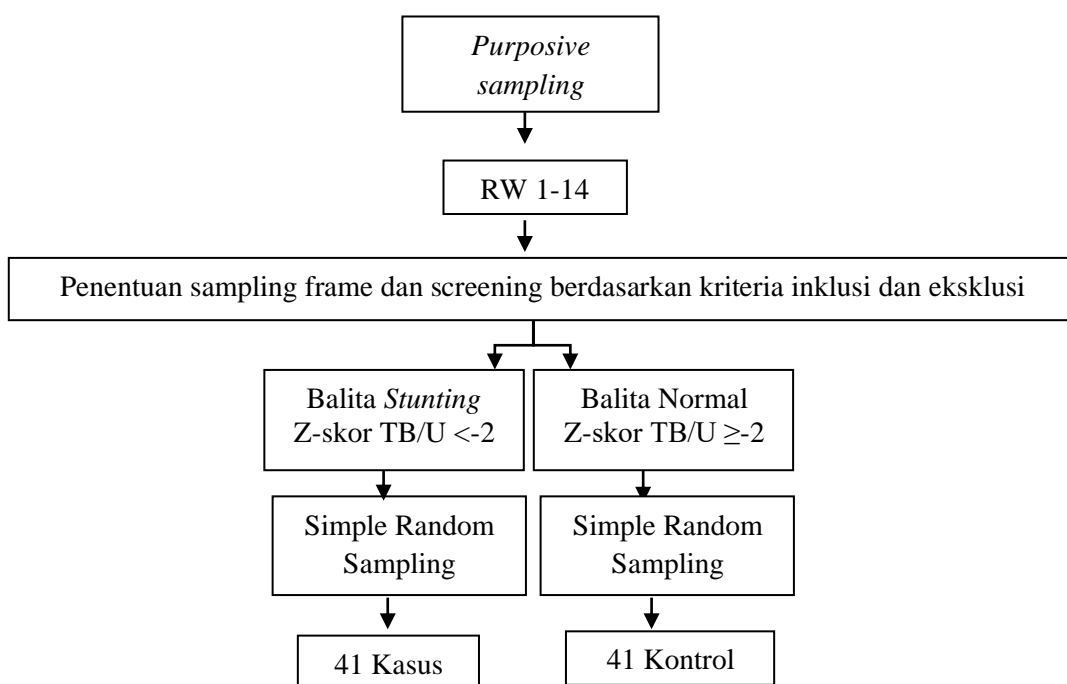 Purposive
sampling
RW 1-14
Penentuan sampling frame dan screening berdasarkan kriteria inklusi dan eksklusi
Balita Stunting
Z-skor TB/U <-2
Balita Normal
Z-skor TB/U ≥-2
Simple Random
Sampling
Simple Random
Sampling
41 Kasus
41 Kontrol